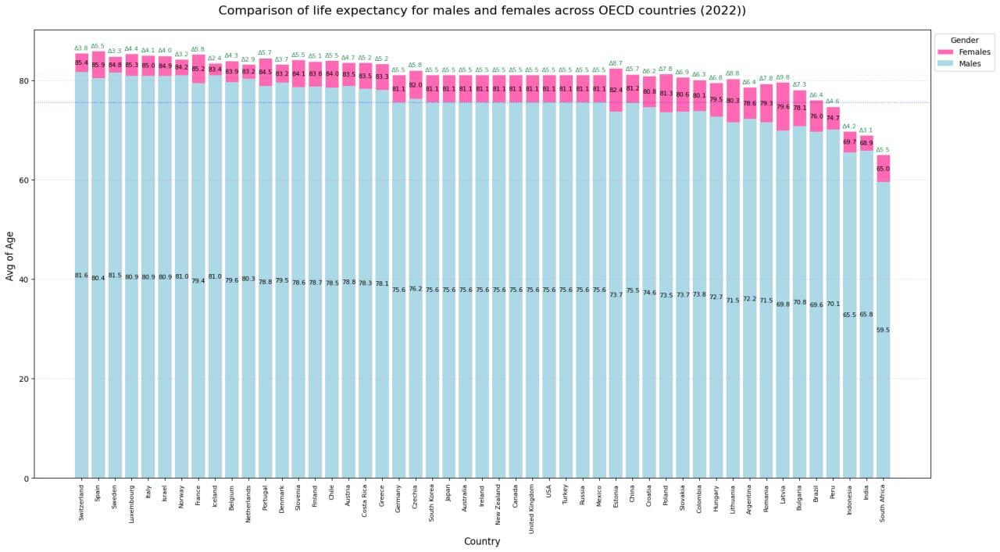 Comparison of life expectancy for males and females across OECD countries (2022))
Gender
Females
Males
Avg of Age
80
60
40
20
0
Δ3.8 Δ5.5 Δ3.3 Δ4.4 Δ4.1 Δ4.0 Δ3.2 Δ5.8 Δ2.4 Δ4.3 Δ2.9 Δ5.7 Δ3.7 Δ5.5 Δ5.1 Δ5.5 Δ4.7 Δ5.2 Δ5.2 Δ5.5 Δ5.8 Δ5.5 Δ5.5 Δ5.5 Δ5.5 Δ5.5 Δ5.5 Δ5.5 Δ5.5 Δ5.5 Δ5.5 Δ5.5 Δ8.7 Δ5.7 Δ6.2 Δ7.8 Δ6.9 Δ6.3 Δ6.8 Δ8.8 Δ6.4 Δ7.8 Δ9.8 Δ7.3 Δ6.4 Δ4.6 Δ4.2 Δ3.1 Δ5.5
85.4 85.9 84.8 85.3 85.0 84.9 84.2 85.2 83.4 83.9 83.2 84.5 83.2 84.1 83.8 84.0 83.5 83.5 83.3 81.1 82.0 81.1 81.1 81.1 81.1 81.1 81.1 81.1 81.1 81.1 81.1 81.1 82.4 81.2 80.8 81.3 80.6 80.1 79.5 80.3 78.6 79.3 79.6 78.1 76.0 74.7 69.7 68.9 65.0
81.6 80.4 81.5 80.9 80.9 80.9 81.0 79.4 81.0 79.6 80.3 78.8 79.5 78.6 78.7 78.5 78.8 78.3 78.1 75.6 76.2 75.6 75.6 75.6 75.6 75.6 75.6 75.6 75.6 75.6 75.6 75.6 73.7 75.5 74.6 73.5 73.7 73.8 72.7 71.5 72.2 71.5 69.8 70.8 69.6 70.1 65.5 65.8 59.5
Switzerland
Spain
Sweden
Luxembourg
Italy
Israel
Norway
France
Iceland
Belgium
Netherlands
Portugal
Denmark
Slovenia
Finland
Chile
Austria
Costa Rica
Greece
Germany
Czechia
South Korea
Japan
Australia
Ireland
New Zealand
Canada
United Kingdom
USA
Turkey
Russia
Mexico
Estonia
China
Croatia
Poland
Slovakia
Colombia
Hungary
Lithuania
Argentina
Romania
Latvia
Bulgaria
Brazil
Peru
Indonesia
India
South Africa
Country